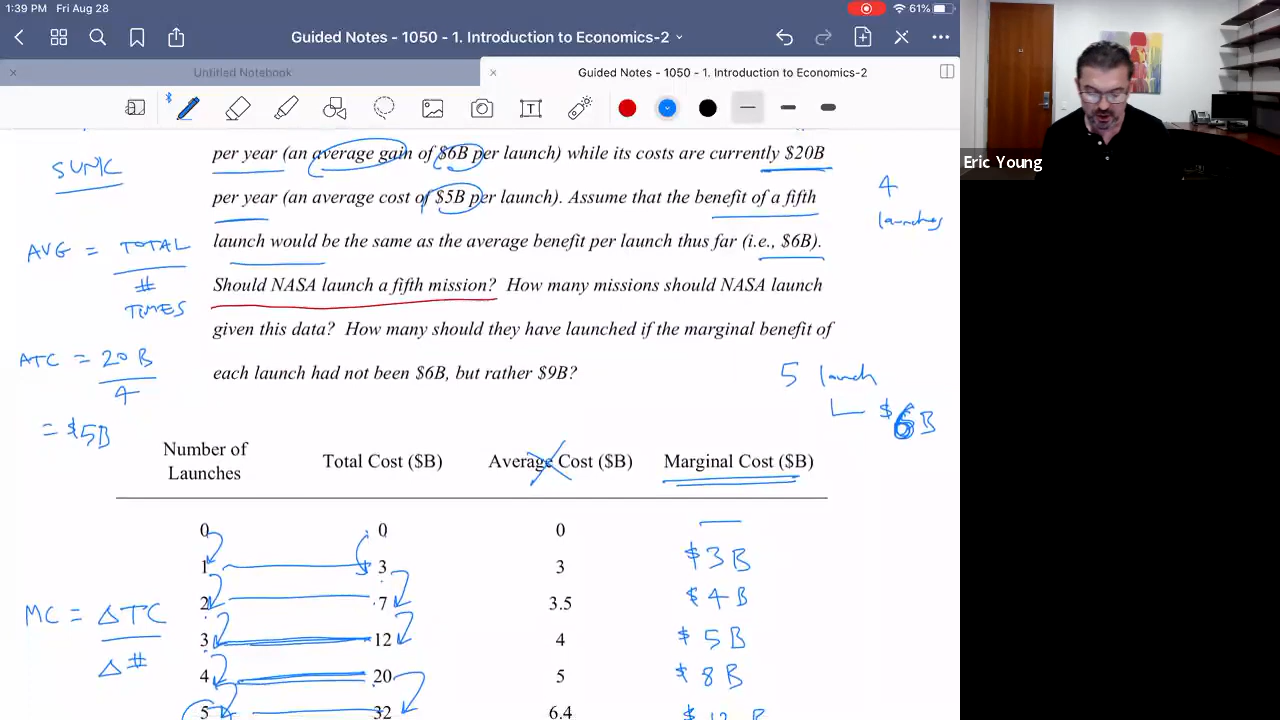 1:39 PM Fri Aug 28
61%
Guided Notes - 1050 - 1. Introduction to Economics-2
Untitled Notebook
Guided Notes - 1050 - 1. Introduction to Economics-2
T
Eric Young
SUNK
per year (an average gain of $6B per launch) while its costs are currently $20B
4
launches
per year (an average cost of $5B per launch). Assume that the benefit of a fifth
AVG = TOTAL
#
TIMES
launch would be the same as the average benefit per launch thus far (i.e., $6B).
Should NASA launch a fifth mission? How many missions should NASA launch
given this data? How many should they have launched if the marginal benefit of
each launch had not been $6B, but rather $9B?
ATC = 20B
4
= $5B
5 launch
$6B
Number of Launches
Total Cost ($B)
Average Cost ($B)
Marginal Cost ($B)
0 0 0 —
1 3 3 $3B
2 7 3.5 $4B
3 12 4 $5B
4 20 5 $8B
5 32 6.4 $12B
MC = ΔTC
Δ#